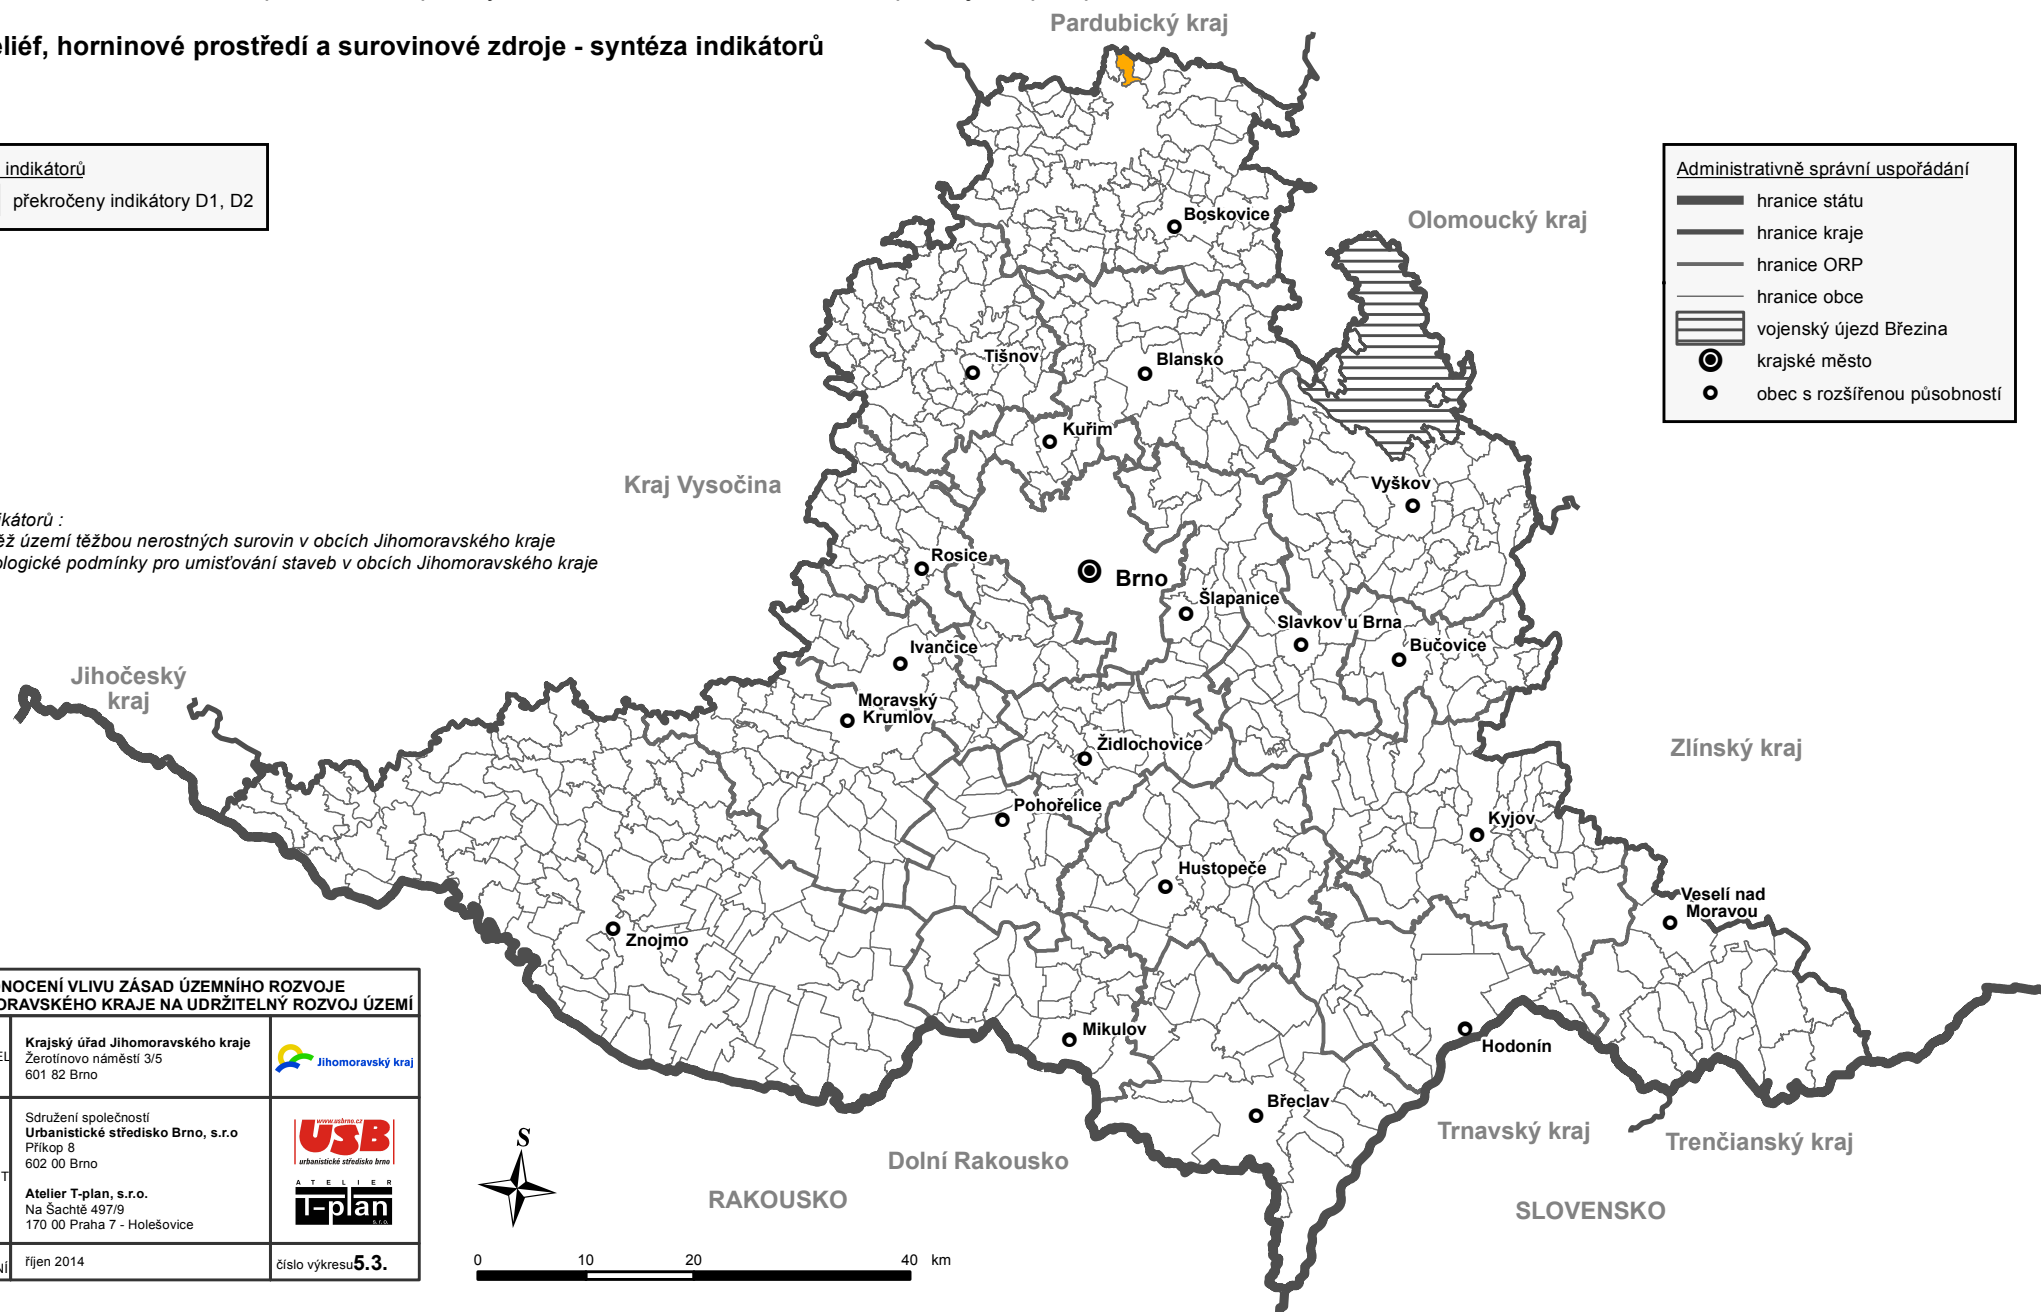 Pardubický kraj
eliéf, horninové prostředí a surovinové zdroje - syntéza indikátorů
indikátorů
překročeny indikátory D1, D2
Administrativně správní uspořádání
hranice státu
hranice kraje
hranice ORP
hranice obce
vojenský újezd Březina
krajské město
obec s rozšířenou působností
Olomoucký kraj
Boskovice
Tišnov
Blansko
Kuřim
Kraj Vysočina
Vyškov
ikátorů :
ěž území těžbou nerostných surovin v obcích Jihomoravského kraje
ologické podmínky pro umisťování staveb v obcích Jihomoravského kraje
Rosice
Brno
Šlapanice
Slavkov u Brna
Bučovice
Ivančice
Jihočeský
kraj
Moravský
Krumlov
Židlochovice
Zlínský kraj
Pohořelice
Kyjov
Hustopeče
Veselí nad
Moravou
Znojmo
Mikulov
Hodonín
Břeclav
Trnavský kraj
Trenčianský kraj
Dolní Rakousko
RAKOUSKO
SLOVENSKO
NOCENÍ VLIVU ZÁSAD ÚZEMNÍHO ROZVOJE
ORAVSKÉHO KRAJE NA UDRŽITELNÝ ROZVOJ ÚZEMÍ
EL
Krajský úřad Jihomoravského kraje
Žerotínovo náměstí 3/5
601 82 Brno
Jihomoravský kraj
T
Sdružení společností
Urbanistické středisko Brno, s.r.o
Příkop 8
602 00 Brno
Atelier T-plan, s.r.o.
Na Šachtě 497/9
170 00 Praha 7 - Holešovice
www.usbrno.cz
USB
urbanistické středisko brno
ATELIER
T-plan
s.r.o.
NÍ
říjen 2014
číslo výkresu 5.3.
S
0 10 20 40 km